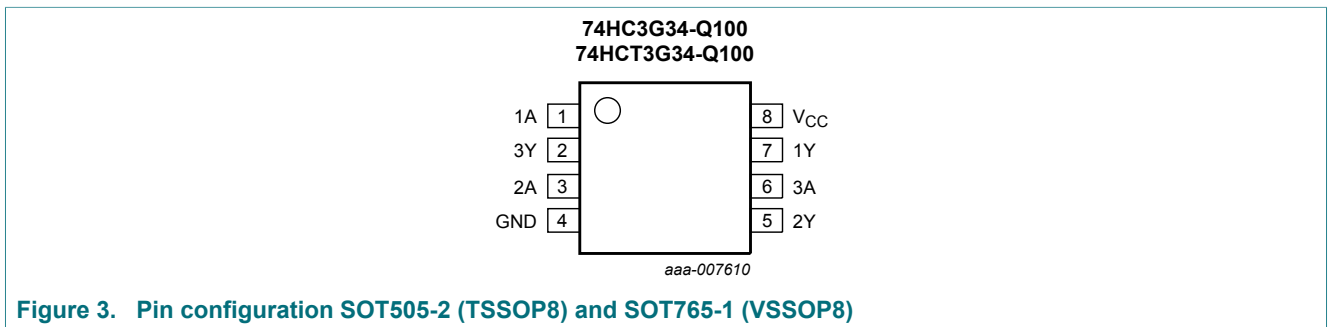 74HC3G34-Q100
74HCT3G34-Q100
1A 1 8 VCC
3Y 2 7 1Y
2A 3 6 3A
GND 4 5 2Y
aaa-007610
Figure 3. Pin configuration SOT505-2 (TSSOP8) and SOT765-1 (VSSOP8)